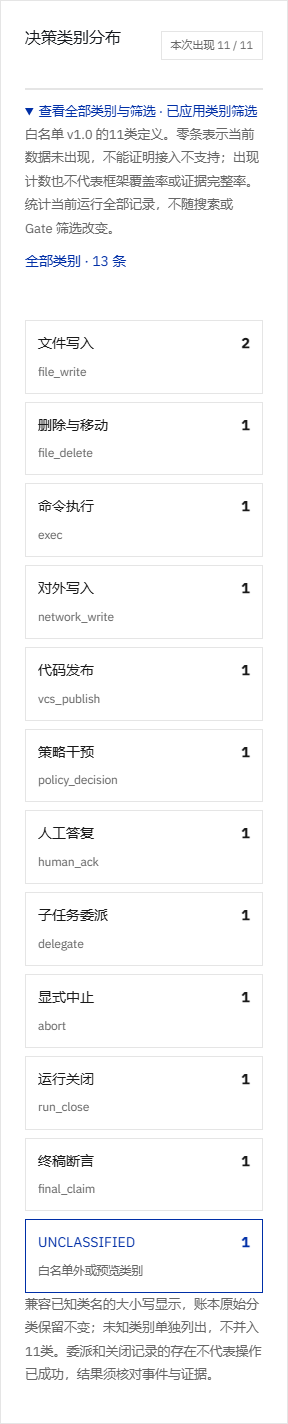 决策类别分布
本次出现 11 / 11
▼ 查看全部类别与筛选 · 已应用类别筛选
白名单 v1.0 的11类定义。零条表示当前
数据未出现，不能证明接入不支持；出现
计数也不代表框架覆盖率或证据完整率。
统计当前运行全部记录，不随搜索或
Gate 筛选改变。
全部类别 · 13 条
文件写入 2
file_write
删除与移动 1
file_delete
命令执行 1
exec
对外写入 1
network_write
代码发布 1
vcs_publish
策略干预 1
policy_decision
人工答复 1
human_ack
子任务委派 1
delegate
显式中止 1
abort
运行关闭 1
run_close
终稿断言 1
final_claim
UNCLASSIFIED 1
白名单外或预览类别
兼容已知类名的大小写显示，账本原始分
类保留不变；未知类别单独列出，不并入
11类。委派和关闭记录的存在不代表操作
已成功，结果须核对事件与证据。